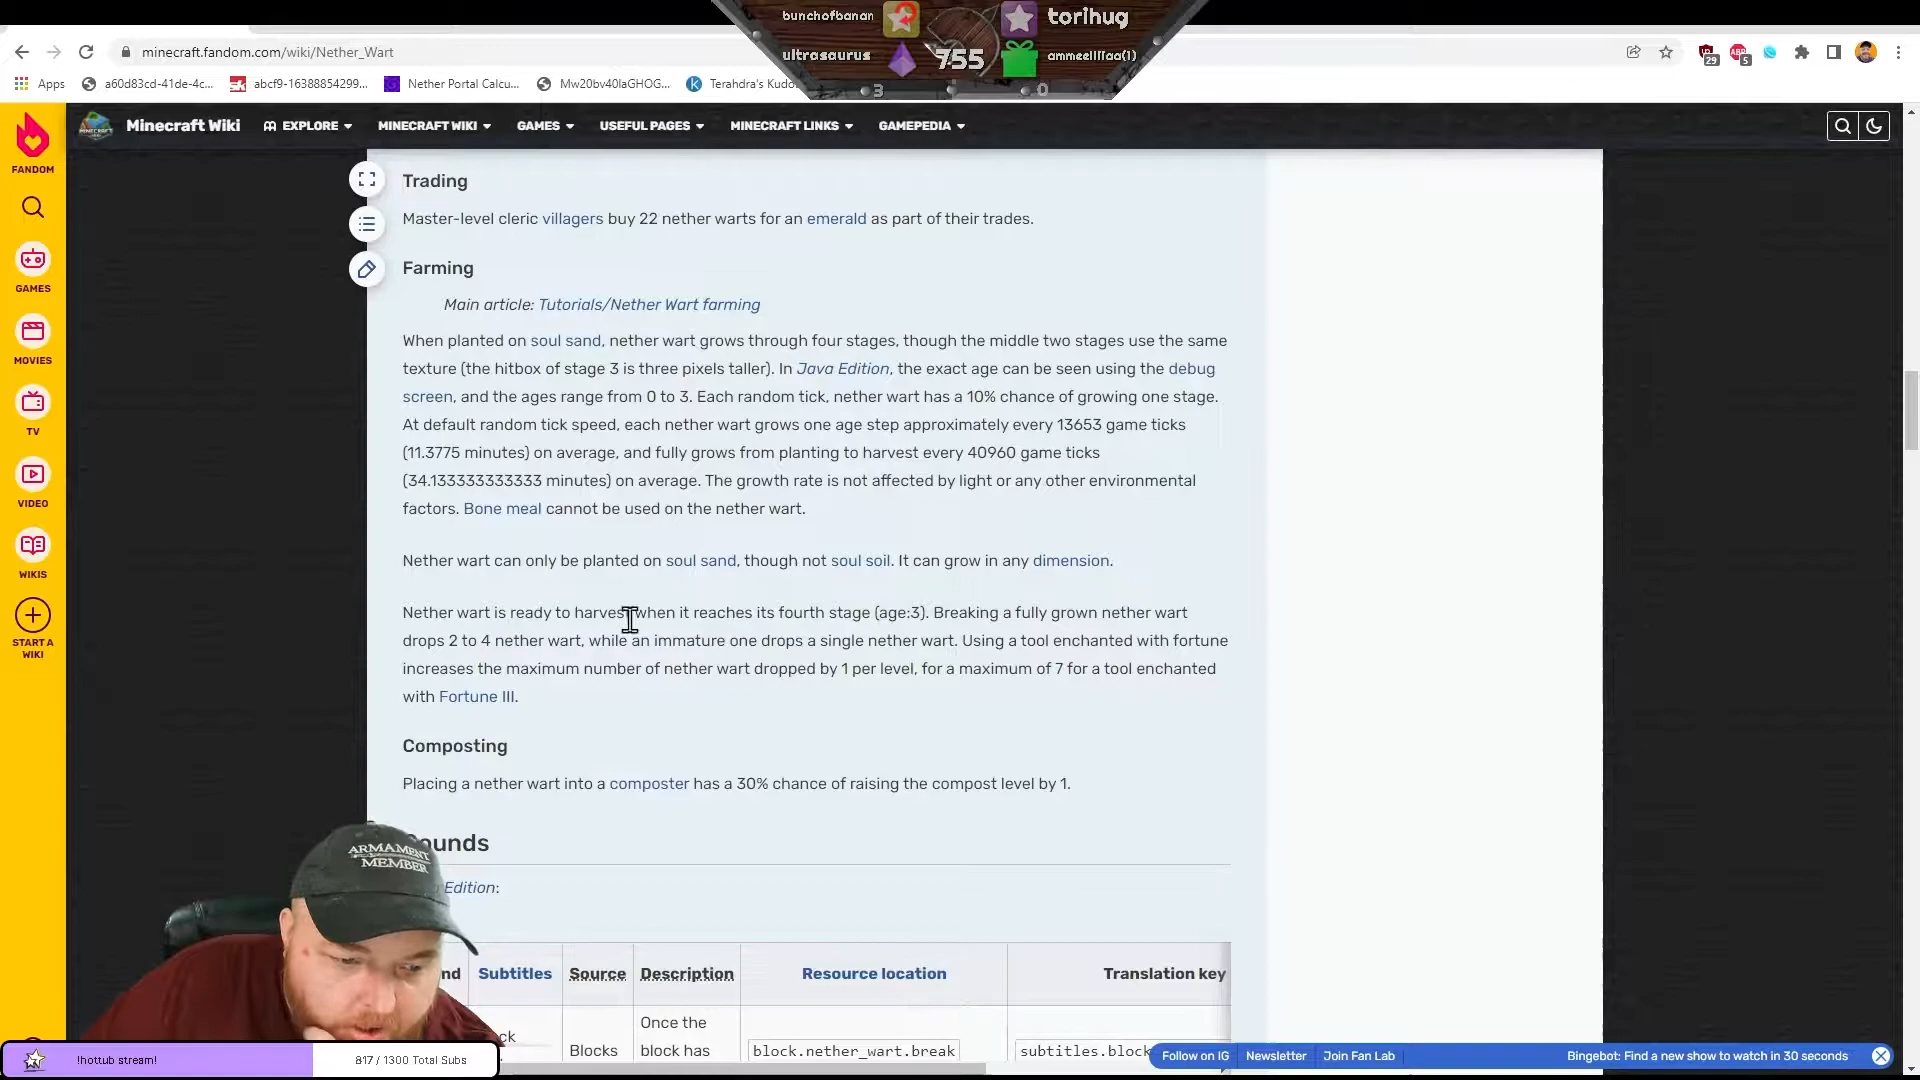 bunchofbanan
torihug
ultrasaurus
755
ammeelllfaa(1)
3
0
minecraft.fandom.com/wiki/Nether_Wart
29
5
Apps
a60d83cd-41de-4c...
abcf9-16388854299...
Nether Portal Calcu...
Mw20bv40laGHOG...
Terahdra's Kudo
FANDOM
Minecraft Wiki
EXPLORE
MINECRAFT WIKI
GAMES
USEFUL PAGES
MINECRAFT LINKS
GAMEPEDIA
GAMES
MOVIES
TV
VIDEO
WIKIS
START A
WIKI
Trading
Master-level cleric villagers buy 22 nether warts for an emerald as part of their trades.
Farming
Main article: Tutorials/Nether Wart farming
When planted on soul sand, nether wart grows through four stages, though the middle two stages use the same
texture (the hitbox of stage 3 is three pixels taller). In Java Edition, the exact age can be seen using the debug
screen, and the ages range from 0 to 3. Each random tick, nether wart has a 10% chance of growing one stage.
At default random tick speed, each nether wart grows one age step approximately every 13653 game ticks
(11.3775 minutes) on average, and fully grows from planting to harvest every 40960 game ticks
(34.133333333333 minutes) on average. The growth rate is not affected by light or any other environmental
factors. Bone meal cannot be used on the nether wart.
Nether wart can only be planted on soul sand, though not soul soil. It can grow in any dimension.
Nether wart is ready to harvest when it reaches its fourth stage (age:3). Breaking a fully grown nether wart
drops 2 to 4 nether wart, while an immature one drops a single nether wart. Using a tool enchanted with fortune
increases the maximum number of nether wart dropped by 1 per level, for a maximum of 7 for a tool enchanted
with Fortune III.
Composting
Placing a nether wart into a composter has a 30% chance of raising the compost level by 1.
ounds
Edition:
nd
Subtitles
Source
Description
Resource location
Translation key
ck
Blocks
Once the
block has
block.nether_wart.break
subtitles.block
ARMAMENT
MEMBER
!hottub stream!
817 / 1300 Total Subs
Follow on IG
Newsletter
Join Fan Lab
Bingebot: Find a new show to watch in 30 seconds